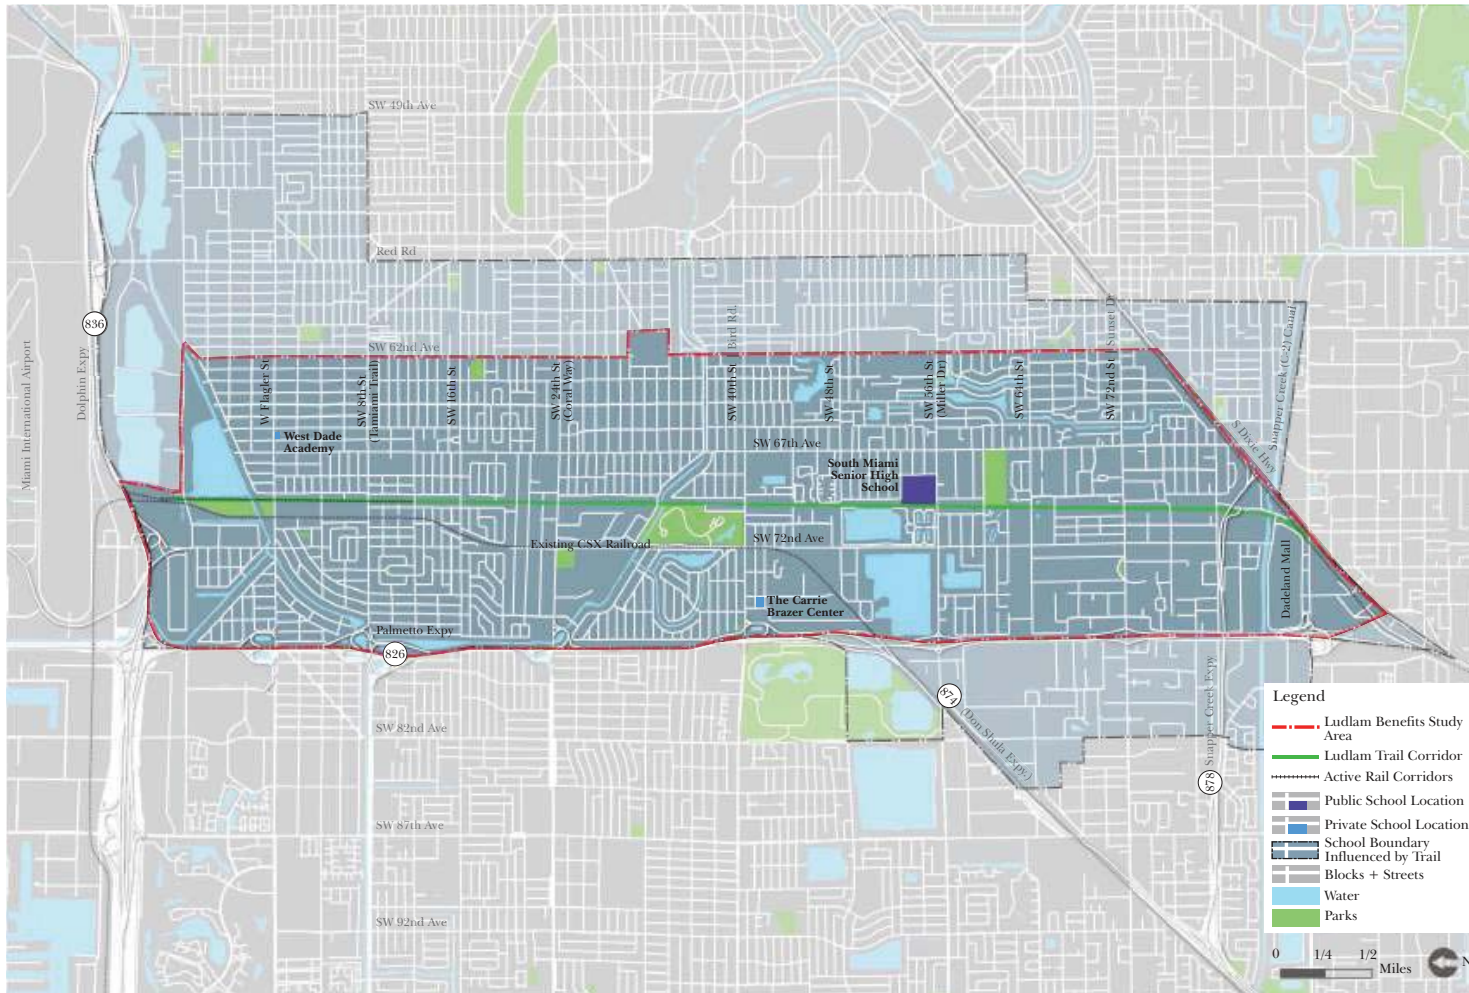 SW 49th Ave
Red Rd
836
Dolphin Expy
Miami International Airport
SW 62nd Ave
W Flagler St
SW 8th St
(Tamiami Trail)
SW 16th St
SW 24th St
(Coral Way)
SW 40th St
Bird Rd.
SW 48th St
SW 56th St
(Miller Dr)
SW 64th St
SW 72nd St
Sunset Dr
Snapper Creek (C-2) Canal
S Dixie Hwy
West Dade
Academy
SW 67th Ave
South Miami
Senior High
School
Existing CSX Railroad
SW 72nd Ave
Dadeland Mall
The Carrie
Brazer Center
Palmetto Expy
826
874
(Don Shula Expy.)
Snapper Creek Expy
878
SW 82nd Ave
SW 87th Ave
SW 92nd Ave
Legend
Ludlam Benefits Study
Area
Ludlam Trail Corridor
Active Rail Corridors
Public School Location
Private School Location
School Boundary
Influenced by Trail
Blocks + Streets
Water
Parks
0 1/4 1/2
Miles
N